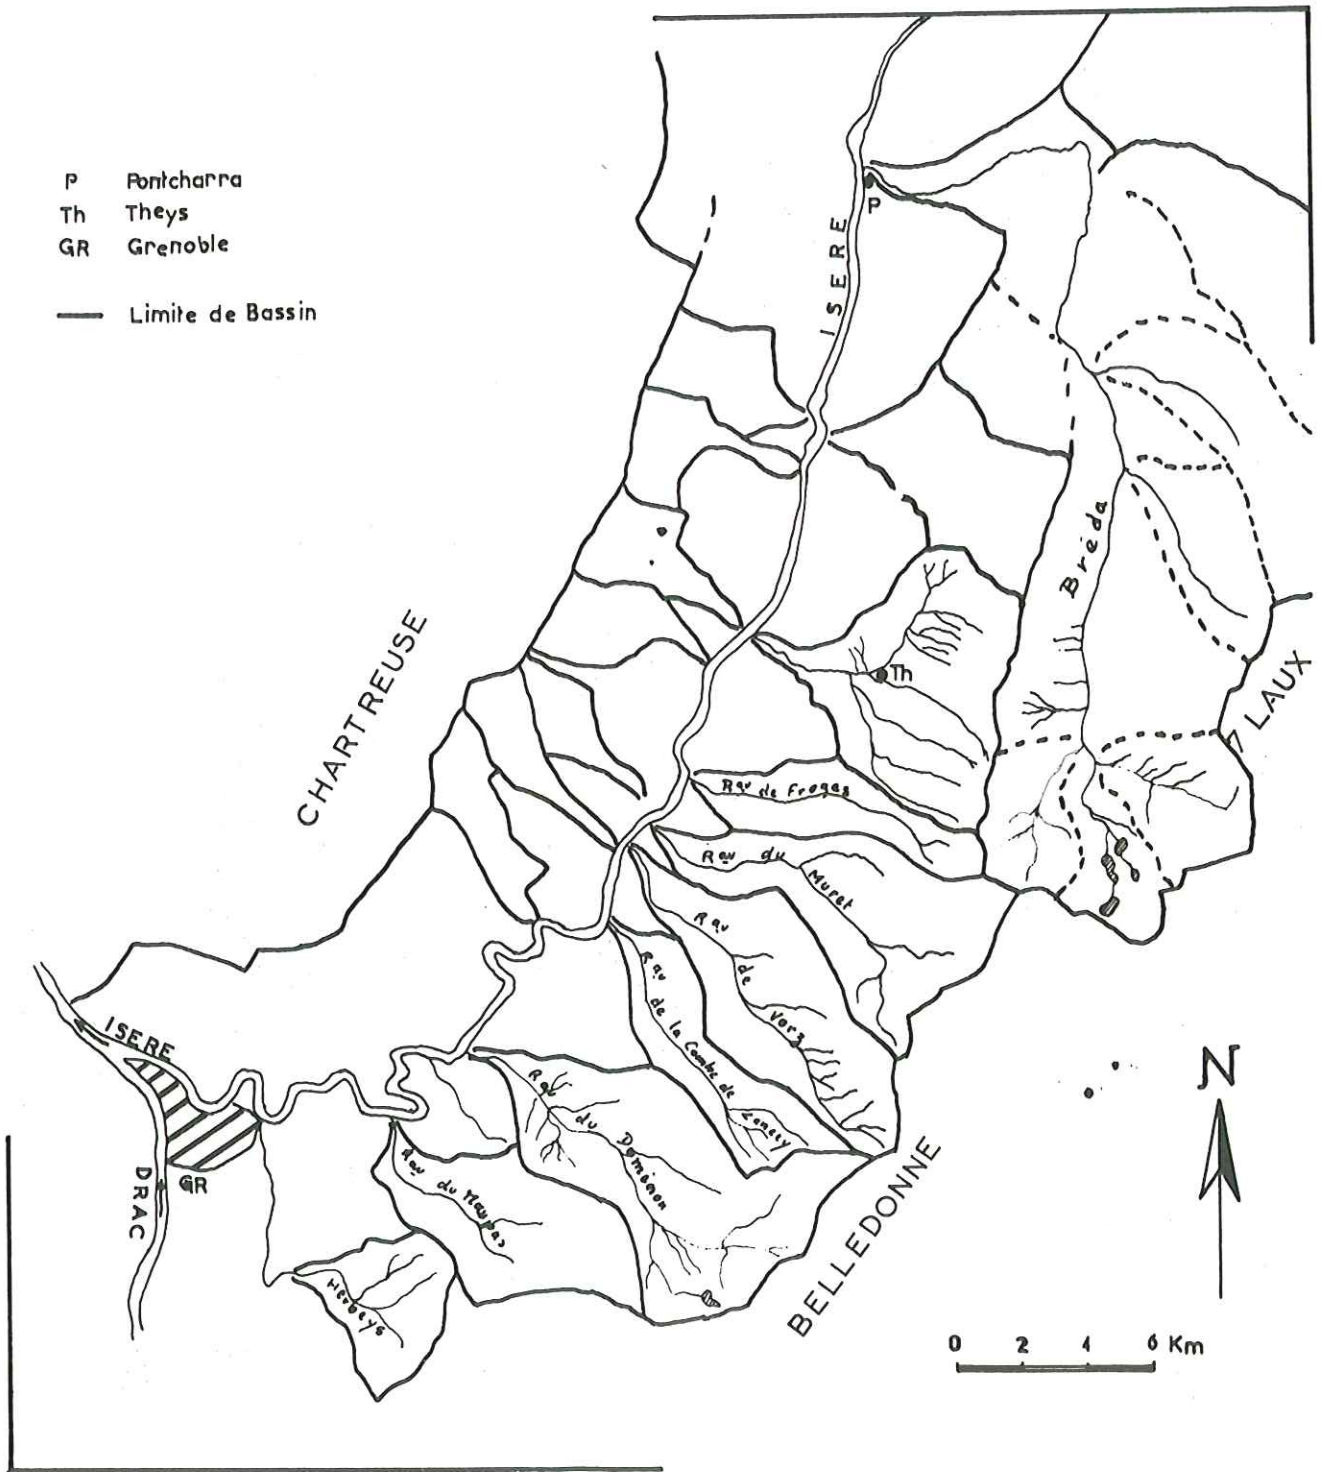 P Pontcharra
Th Theys
GR Grenoble
Limite de Bassin
P
ISERE
Bréda
Th
LAUX
CHARTREUSE
Rau de Froges
Rau du Muret
Rau de Vorz
Rau de la Combe de Lancey
ISERE
Rau du Domenon
GR
DRAC
Rau du Maupas
Herbeys
BELLEDONNE
N
0 2 4 6 Km